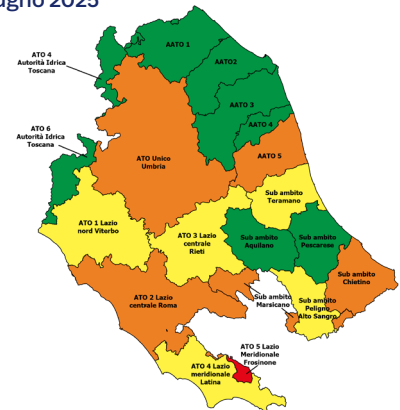 ugno 2025
ATO 4
Autorità Idrica
Toscana
AATO 1
AATO2
AATO 3
AATO 4
ATO 6
Autorità Idrica
Toscana
ATO Unico
Umbria
AATO 5
Sub ambito
Teramano
ATO 1 Lazio
nord Viterbo
ATO 3 Lazio
centrale
Rieti
Sub ambito
Aquilano
Sub ambito
Pescarese
Sub ambito
Chietino
ATO 2 Lazio
centrale Roma
Sub ambito
Marsicano
Sub ambito
Peligno
Alto Sangro
ATO 5 Lazio
Meridionale
Frosinone
ATO 4 Lazio
meridionale
Latina